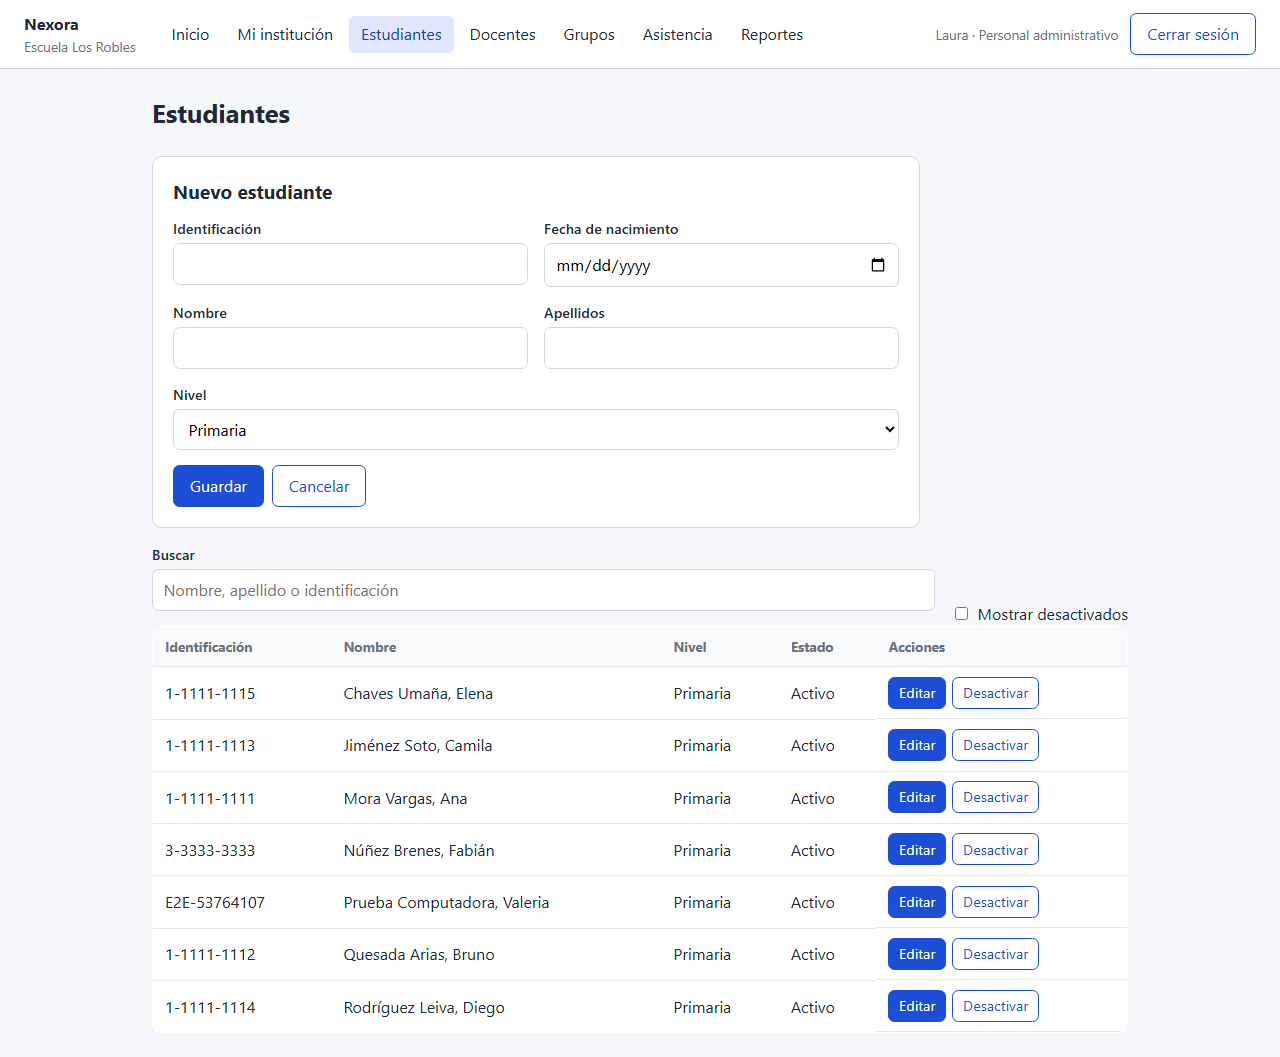 Nexora
Escuela Los Robles
Inicio Mi institución Estudiantes Docentes Grupos Asistencia Reportes
Laura · Personal administrativo Cerrar sesión
Estudiantes
Nuevo estudiante
Identificación Fecha de nacimiento
mm/dd/yyyy
Nombre Apellidos
Nivel
Primaria
Guardar Cancelar
Buscar
Nombre, apellido o identificación
Mostrar desactivados
Identificación Nombre Nivel Estado Acciones
1-1111-1115 Chaves Umaña, Elena Primaria Activo Editar Desactivar
1-1111-1113 Jiménez Soto, Camila Primaria Activo Editar Desactivar
1-1111-1111 Mora Vargas, Ana Primaria Activo Editar Desactivar
3-3333-3333 Núñez Brenes, Fabián Primaria Activo Editar Desactivar
E2E-53764107 Prueba Computadora, Valeria Primaria Activo Editar Desactivar
1-1111-1112 Quesada Arias, Bruno Primaria Activo Editar Desactivar
1-1111-1114 Rodríguez Leiva, Diego Primaria Activo Editar Desactivar